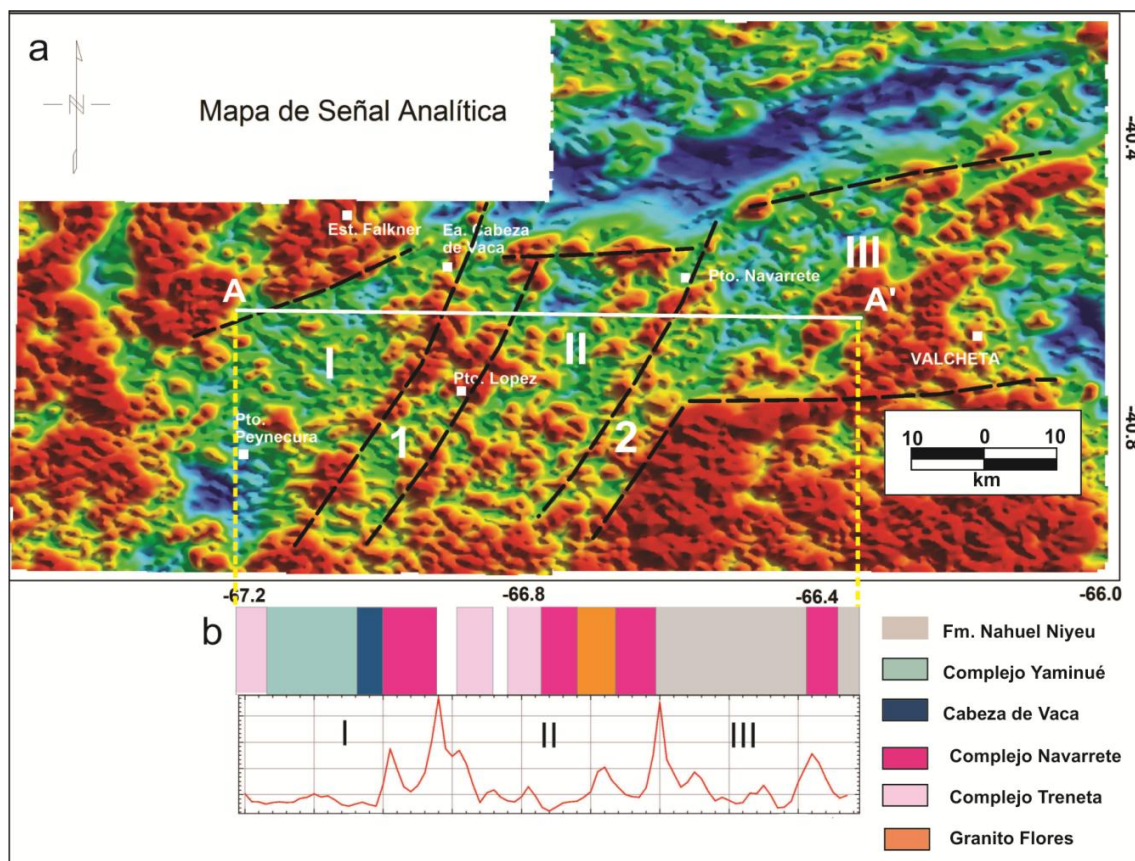 a
N
Mapa de Señal Analítica
-40.4
Est. Falkner
Ea. Cabeza
de Vaca
III
Pto. Navarrete
A
A'
I
II
VALCHETA
Pto. Lopez
Pto.
Peynecura
1
2
10 0 10
km
-40.8
-67.2 -66.8 -66.4 -66.0
b
Fm. Nahuel Niyeu
Complejo Yaminué
Cabeza de Vaca
Complejo Navarrete
Complejo Treneta
Granito Flores
I II III